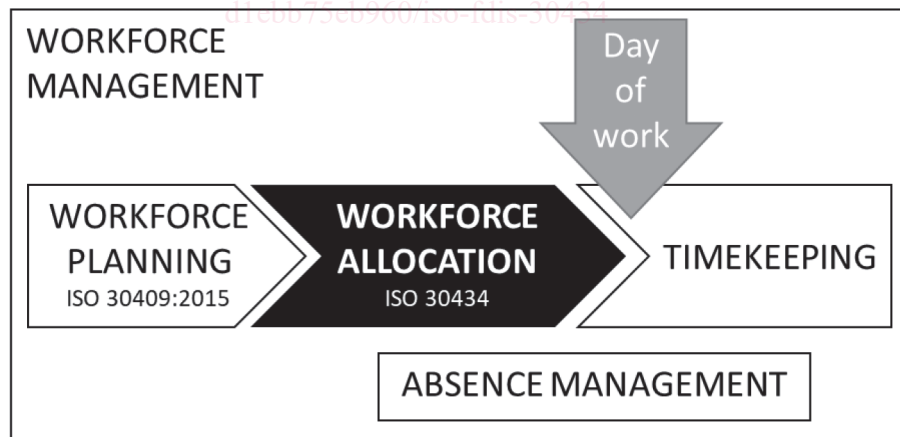 d1ebb75eb960/iso-fdis-30434
WORKFORCE
MANAGEMENT
Day
of
work
WORKFORCE
PLANNING
ISO 30409:2015
WORKFORCE
ALLOCATION
ISO 30434
TIMEKEEPING
ABSENCE MANAGEMENT